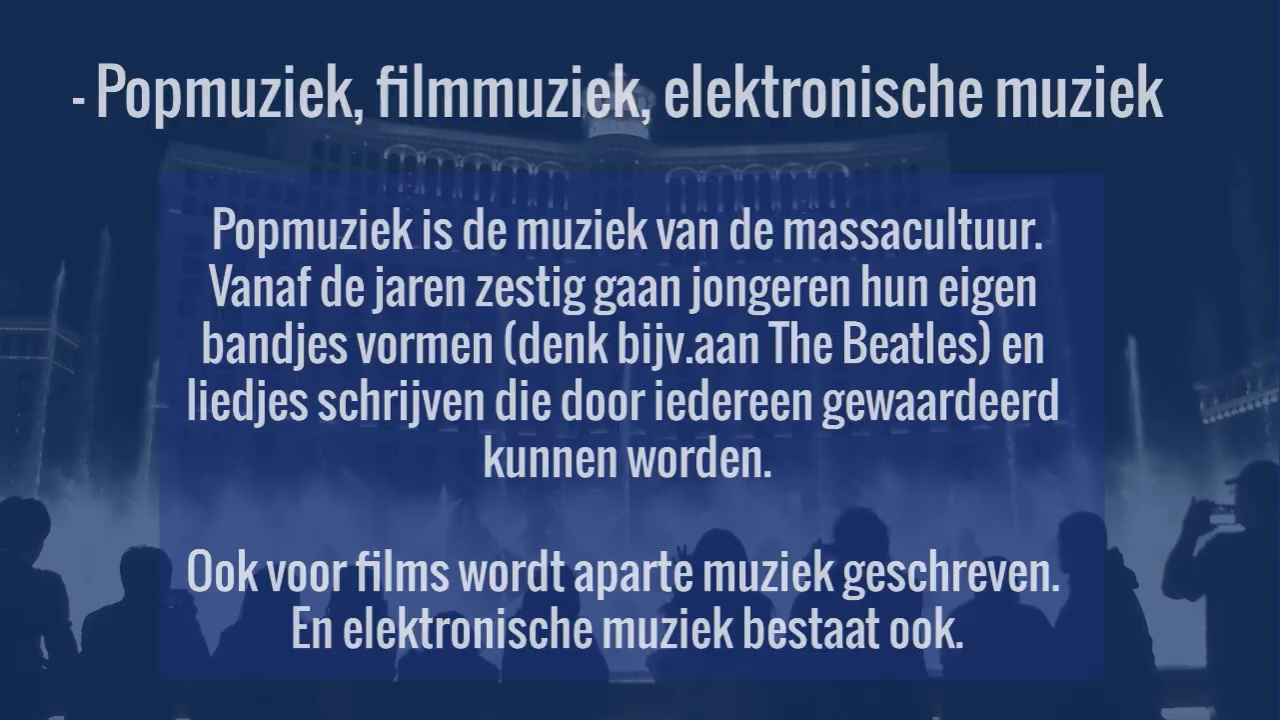 - Popmuziek, filmmuziek, elektronische muziek
Popmuziek is de muziek van de massacultuur.
Vanaf de jaren zestig gaan jongeren hun eigen
bandjes vormen (denk bijv.aan The Beatles) en
liedjes schrijven die door iedereen gewaardeerd
kunnen worden.
Ook voor films wordt aparte muziek geschreven.
En elektronische muziek bestaat ook.